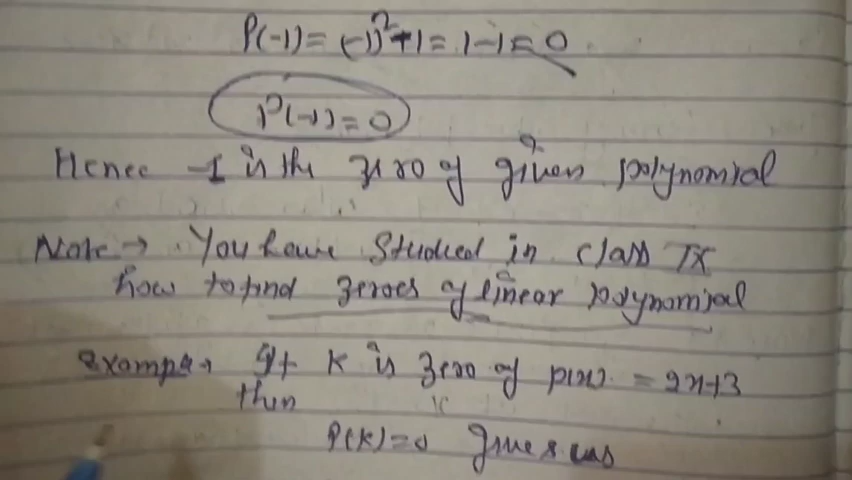 P(-1) = (-1)²+1 = 1-1 = 0
P(-1) = 0
Hence -1 is the zero of given polynomial
Note → You have Studied in class IX
how to find zeroes of linear polynomial
example → If K is zero of p(x) = 2x+3
then
P(K)=0 gives us